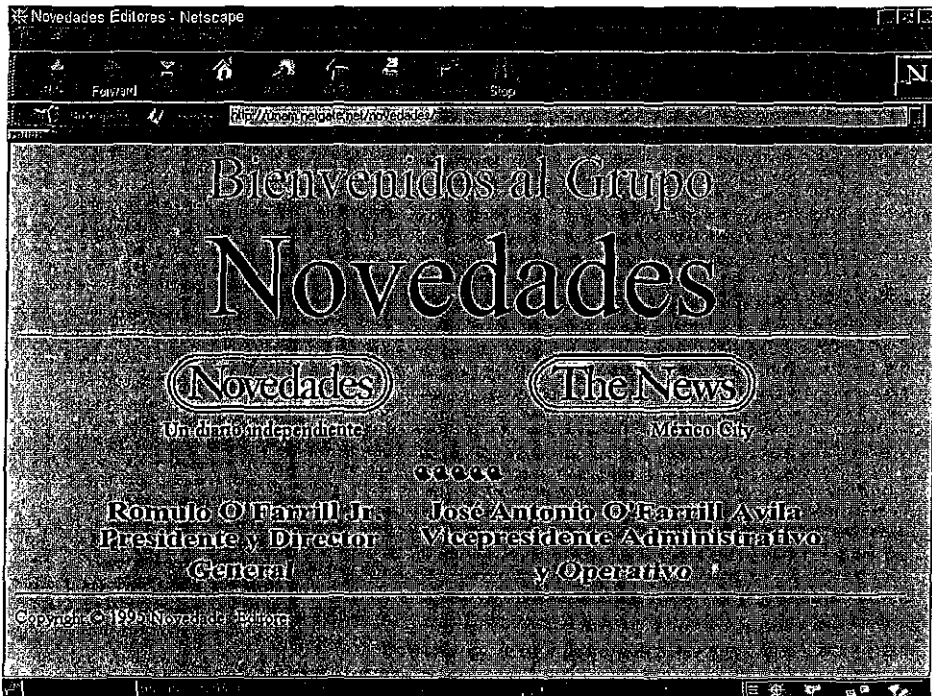 Novedades Editores - Netscape
Forward
Stop
N
http://unam.netgate.net/novedades/
Bienvenidos al Grupo
Novedades
Novedades The News
Un diario independiente México City
Romulo O'Farrill Jr. José Antonio O'Farrill Avila
Presidente y Director Vicepresidente Administrativo
General y Operativo
Copyright © 1995 Novedades Editores